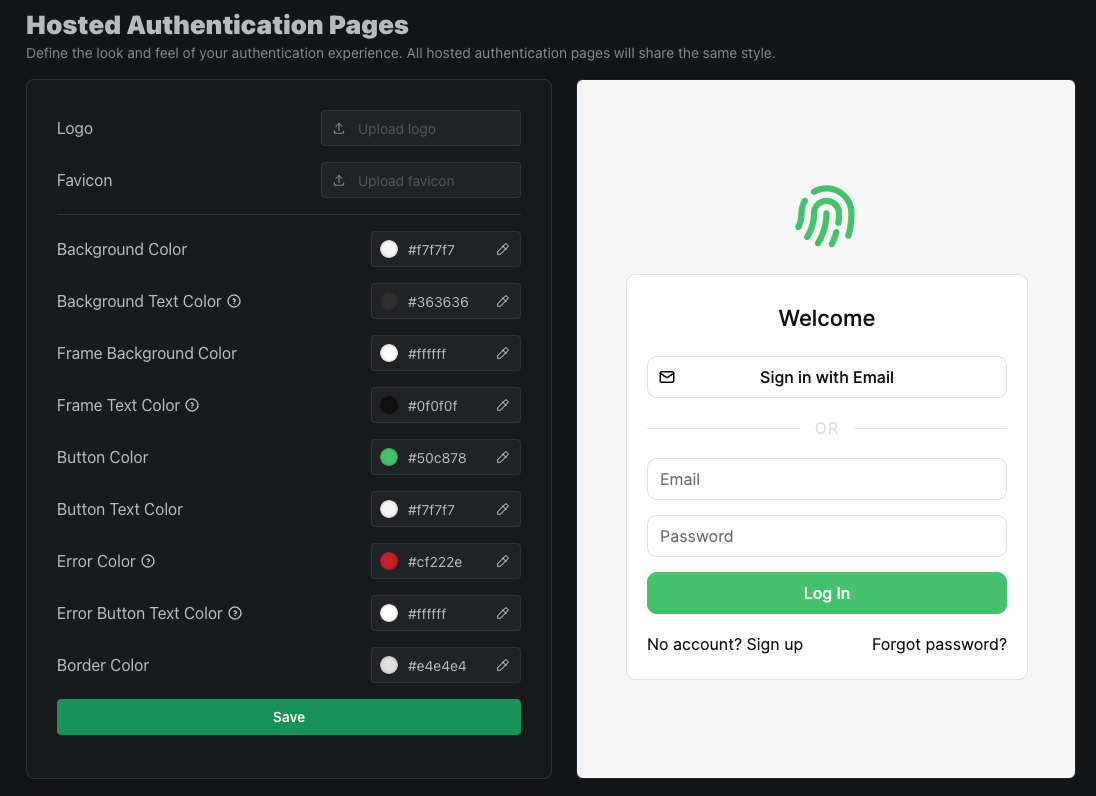 Hosted Authentication Pages
Define the look and feel of your authentication experience. All hosted authentication pages will share the same style.
Logo
Upload logo
Favicon
Upload favicon
Background Color
#f7f7f7
Background Text Color
#363636
Frame Background Color
#ffffff
Frame Text Color
#0f0f0f
Button Color
#50c878
Button Text Color
#f7f7f7
Error Color
#cf222e
Error Button Text Color
#ffffff
Border Color
#e4e4e4
Save
Welcome
Sign in with Email
OR
Email
Password
Log In
No account? Sign up
Forgot password?